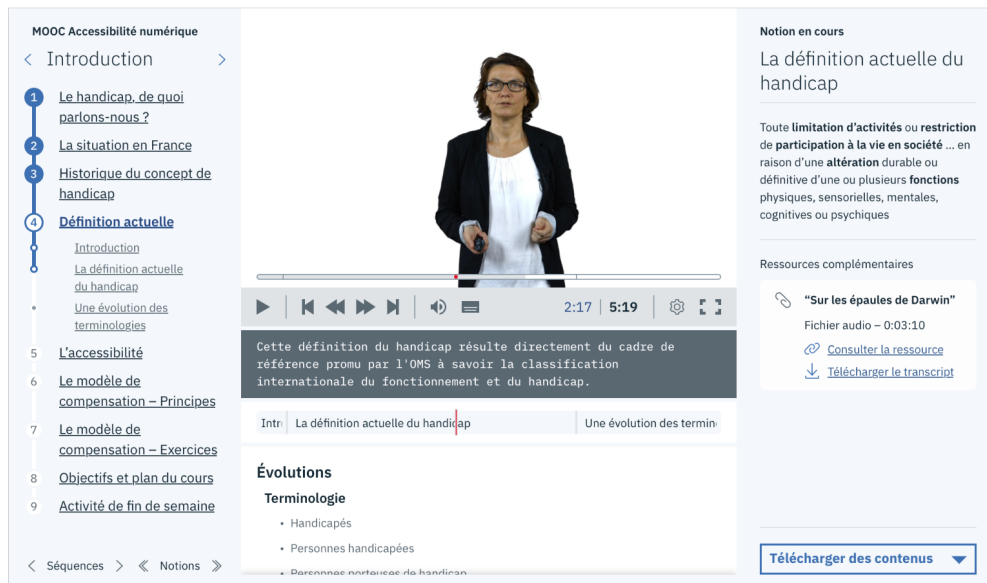 MOOC Accessibilité numérique
Introduction
1 Le handicap, de quoi
parlons-nous ?
2 La situation en France
3 Historique du concept de
handicap
4 Définition actuelle
Introduction
La définition actuelle
du handicap
Une évolution des
terminologies
5 L'accessibilité
6 Le modèle de
compensation – Principes
7 Le modèle de
compensation – Exercices
8 Objectifs et plan du cours
9 Activité de fin de semaine
Séquences Notions
2:17 | 5:19
Cette définition du handicap résulte directement du cadre de
référence promu par l'OMS à savoir la classification
internationale du fonctionnement et du handicap.
Intr La définition actuelle du handicap Une évolution des termin
Évolutions
Terminologie
• Handicapés
• Personnes handicapées
• Personnes porteuses de handicap
Notion en cours
La définition actuelle du
handicap
Toute limitation d'activités ou restriction
de participation à la vie en société ... en
raison d'une altération durable ou
définitive d'une ou plusieurs fonctions
physiques, sensorielles, mentales,
cognitives ou psychiques
Ressources complémentaires
“Sur les épaules de Darwin”
Fichier audio – 0:03:10
Consulter la ressource
Télécharger le transcript
Télécharger des contenus